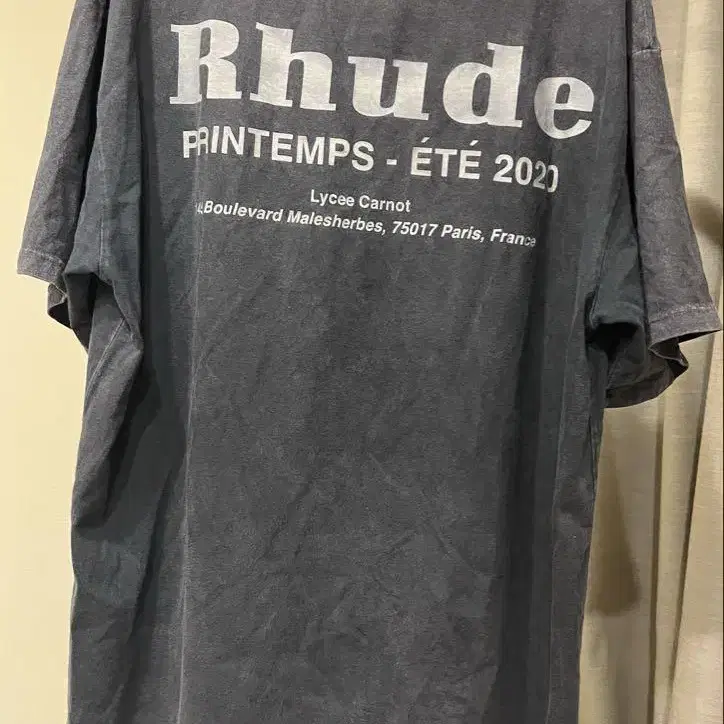 Rhude
PRINTEMPS - ÉTÉ 2020
Lycee Carnot
Boulevard Malesherbes, 75017 Paris, France